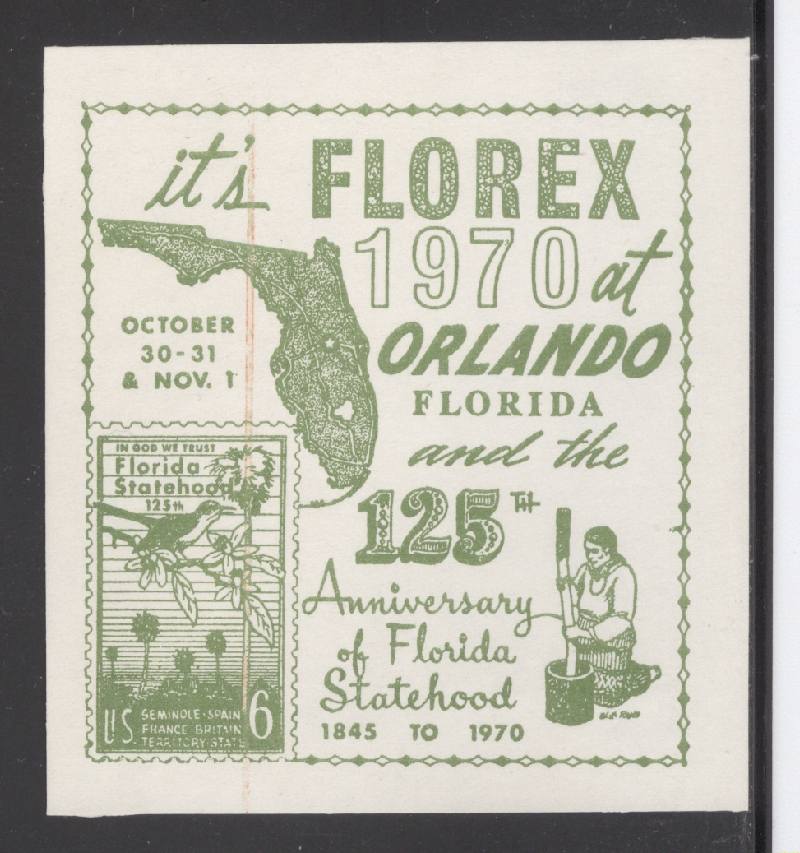 it's FLOREX
1970 at
ORLANDO
FLORIDA
and the
125TH
Anniversary
of Florida
Statehood
1845 TO 1970
OCTOBER
30-31
& NOV. 1
IN GOD WE TRUST
Florida
Statehood
125th
U.S. SEMINOLE·SPAIN
FRANCE·BRITAIN
TERRITORY·STATE
6